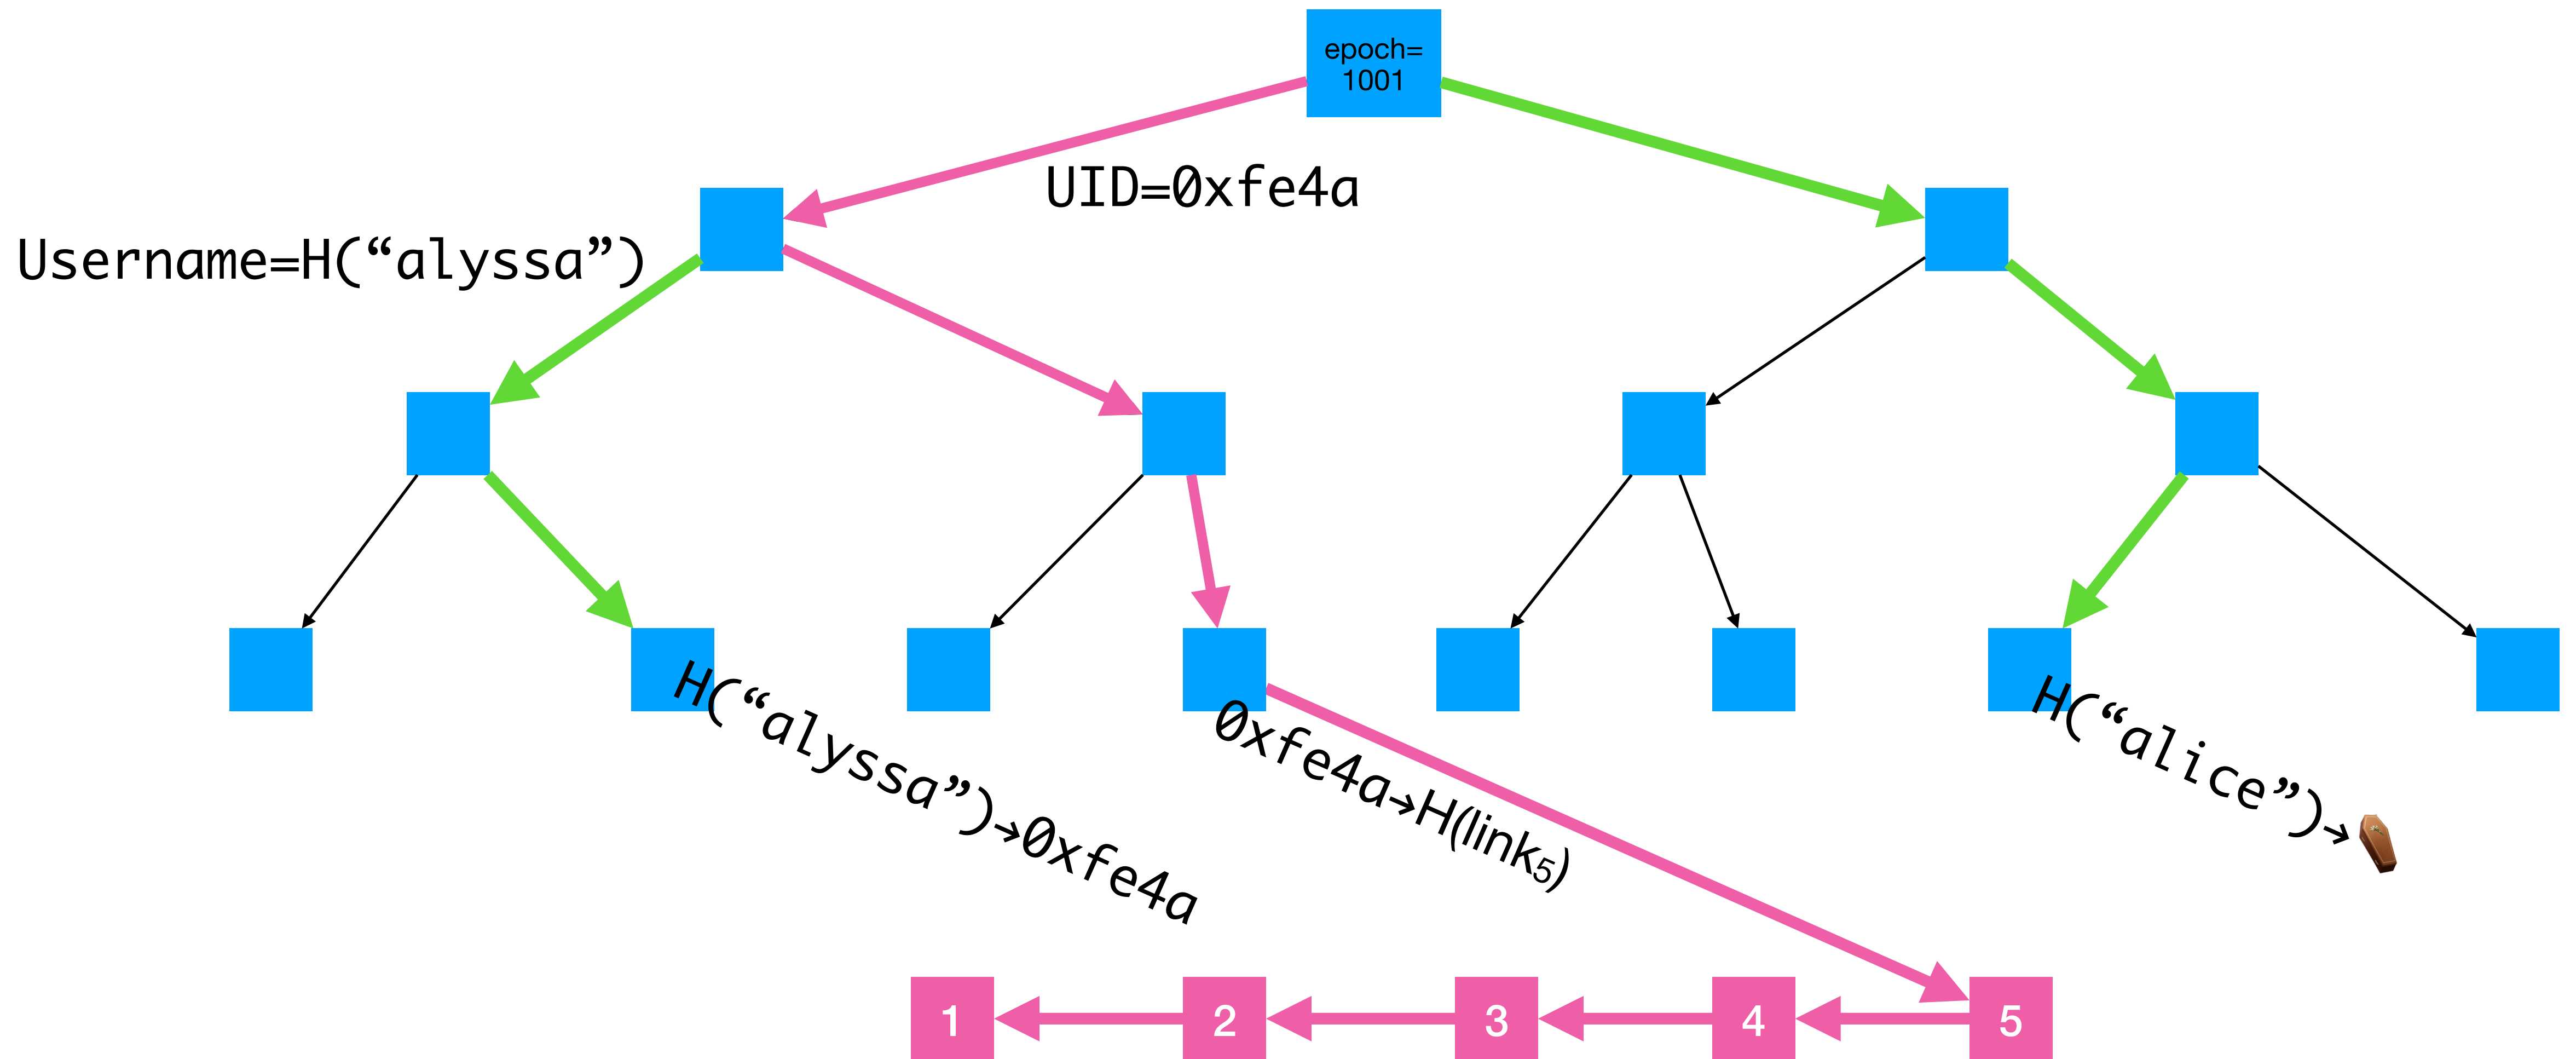 epoch=
1001
UID=0xfe4a
Username=H(“alyssa”)
H(“alyssa”)→0xfe4a
0xfe4a→H(link₅)
H(“alice”)→⚰️
1
2
3
4
5